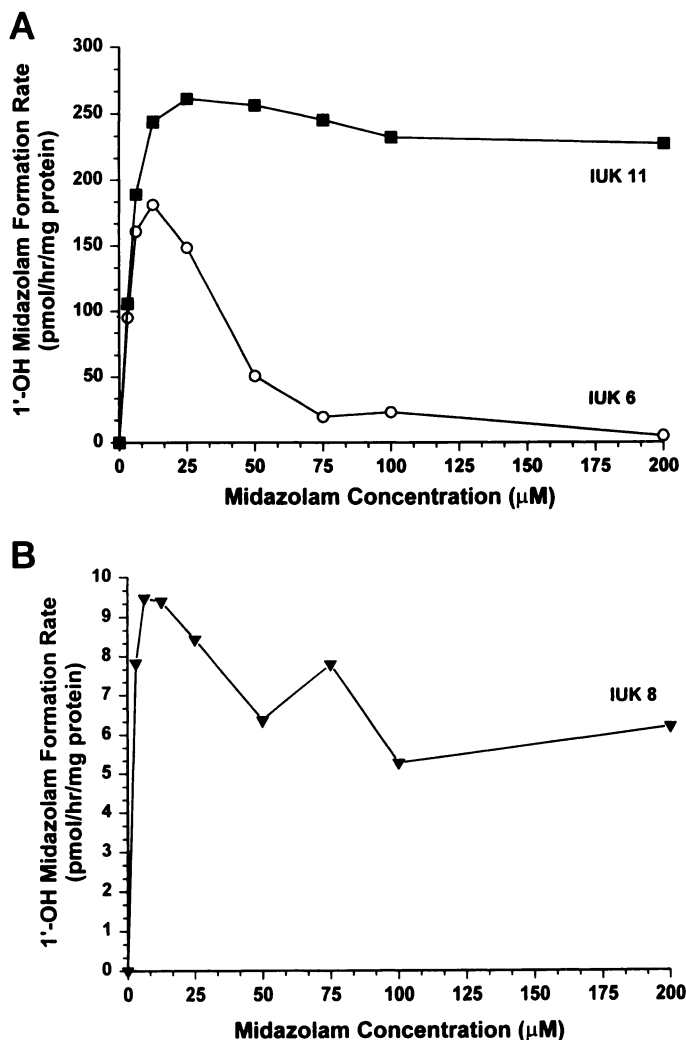 A
1'-OH Midazolam Formation Rate
(pmol/hr/mg protein)
300
250
200
150
100
50
0
IUK 11
IUK 6
0 25 50 75 100 125 150 175 200
Midazolam Concentration (μM)
B
1'-OH Midazolam Formation Rate
(pmol/hr/mg protein)
10
9
8
7
6
5
4
3
2
1
0
IUK 8
0 25 50 75 100 125 150 175 200
Midazolam Concentration (μM)